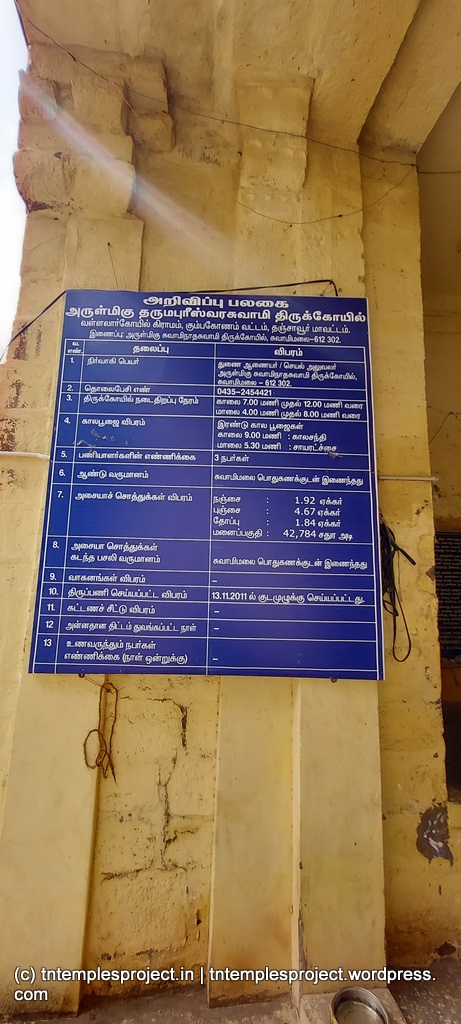 அறிவிப்பு பலகை
அருள்மிகு தருமபுரீஸ்வரசுவாமி திருக்கோயில்
வள்ளலார்கோயில் கிராமம், கும்பகோணம் வட்டம், தஞ்சாவூர் மாவட்டம்.
இணைப்பு: அருள்மிகு சுவாமிநாதசுவாமி திருக்கோயில், சுவாமிமலை-612 302.
வ. எண். தலைப்பு விபரம்
1. நிர்வாகி பெயர் துணை ஆணையர் / செயல் அலுவலர்
அருள்மிகு சுவாமிநாதசுவாமி திருக்கோயில்,
சுவாமிமலை – 612 302.
2. தொலைபேசி எண் 0435-2454421
3. திருக்கோயில் நடைதிறப்பு நேரம் காலை 7.00 மணி முதல் 12.00 மணி வரை
மாலை 4.00 மணி முதல் 8.00 மணி வரை
4. காலபூஜை விபரம் இரண்டு கால பூஜைகள்
காலை 9.00 மணி : காலசந்தி
மாலை 5.30 மணி : சாயரட்சை
5. பணியாளர்களின் எண்ணிக்கை 3 நபர்கள்
6. ஆண்டு வருமானம் சுவாமிமலை பொதுகணக்குடன் இணைந்தது
7. அசையாச் சொத்துக்கள் விபரம் நஞ்சை : 1.92 ஏக்கர்
புஞ்சை : 4.67 ஏக்கர்
தோப்பு : 1.84 ஏக்கர்
மனைப்பகுதி : 42,784 சதுர அடி
8. அசையா சொத்துக்கள்
கடந்த பசலி வருமானம் சுவாமிமலை பொதுகணக்குடன் இணைந்தது
9. வாகனங்கள் விபரம் –
10. திருப்பணி செய்யப்பட்ட விபரம் 13.11.2011 ல் குடமுழுக்கு செய்யப்பட்டது.
11. கட்டணச் சீட்டு விபரம் –
12 அன்னதான திட்டம் துவங்கப்பட்ட நாள் –
13 உணவருந்தும் நபர்கள்
எண்ணிக்கை (நாள் ஒன்றுக்கு) –
(c) tntemplesproject.in | tntemplesproject.wordpress.
com